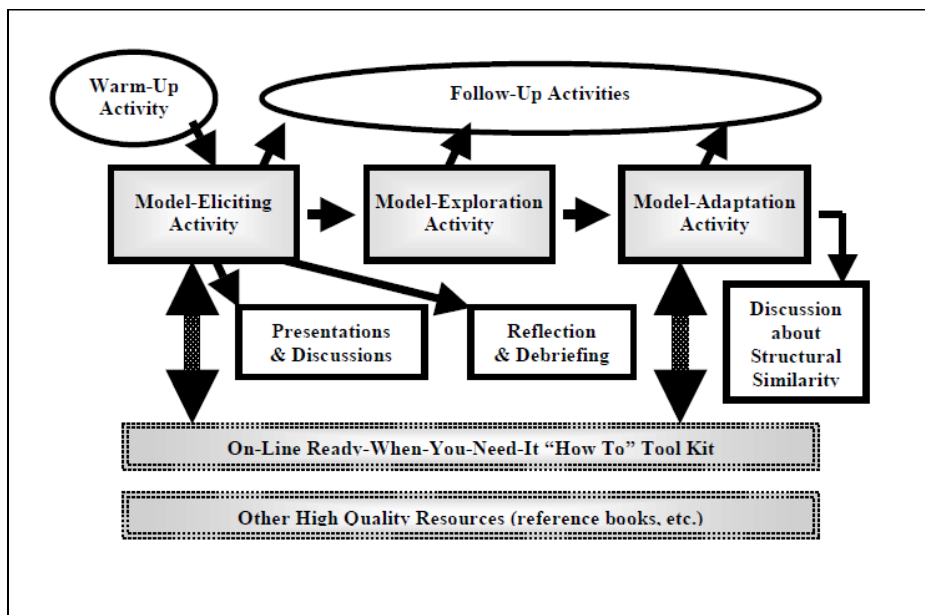 Warm-Up
Activity
Follow-Up Activities
Model-Eliciting
Activity
Model-Exploration
Activity
Model-Adaptation
Activity
Presentations
& Discussions
Reflection
& Debriefing
Discussion
about
Structural
Similarity
On-Line Ready-When-You-Need-It “How To” Tool Kit
Other High Quality Resources (reference books, etc.)